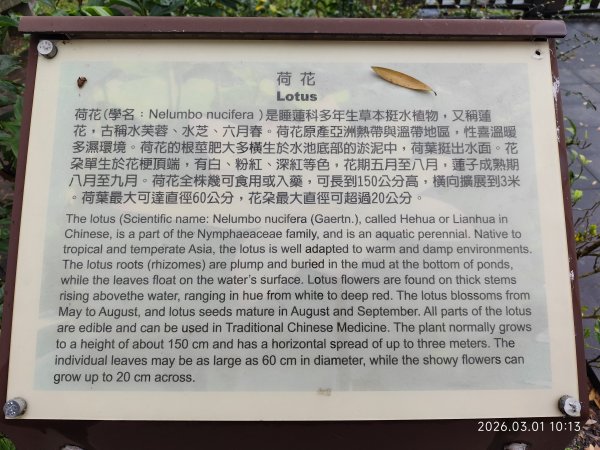 荷花
Lotus
荷花(學名：Nelumbo nucifera )是睡蓮科多年生草本挺水植物，又稱蓮
花，古稱水芙蓉、水芝、六月春。荷花原產亞洲熱帶與溫帶地區，性喜溫暖
多濕環境。荷花的根莖肥大多橫生於水池底部的淤泥中，荷葉挺出水面。花
朵單生於花梗頂端，有白、粉紅、深紅等色，花期五月至八月，蓮子成熟期
八月至九月。荷花全株幾可食用或入藥，可長到150公分高，橫向擴展到3米
。荷葉最大可達直徑60公分，花朵最大直徑可超過20公分。
The lotus (Scientific name: Nelumbo nucifera (Gaertn.), called Hehua or Lianhua in
Chinese, is a part of the Nymphaeaceae family, and is an aquatic perennial. Native to
tropical and temperate Asia, the lotus is well adapted to warm and damp environments.
The lotus roots (rhizomes) are plump and buried in the mud at the bottom of ponds,
while the leaves float on the water's surface. Lotus flowers are found on thick stems
rising abovethe water, ranging in hue from white to deep red. The lotus blossoms from
May to August, and lotus seeds mature in August and September. All parts of the lotus
are edible and can be used in Traditional Chinese Medicine. The plant normally grows
to a height of about 150 cm and has a horizontal spread of up to three meters. The
individual leaves may be as large as 60 cm in diameter, while the showy flowers can
grow up to 20 cm across.
2026.03.01 10:13